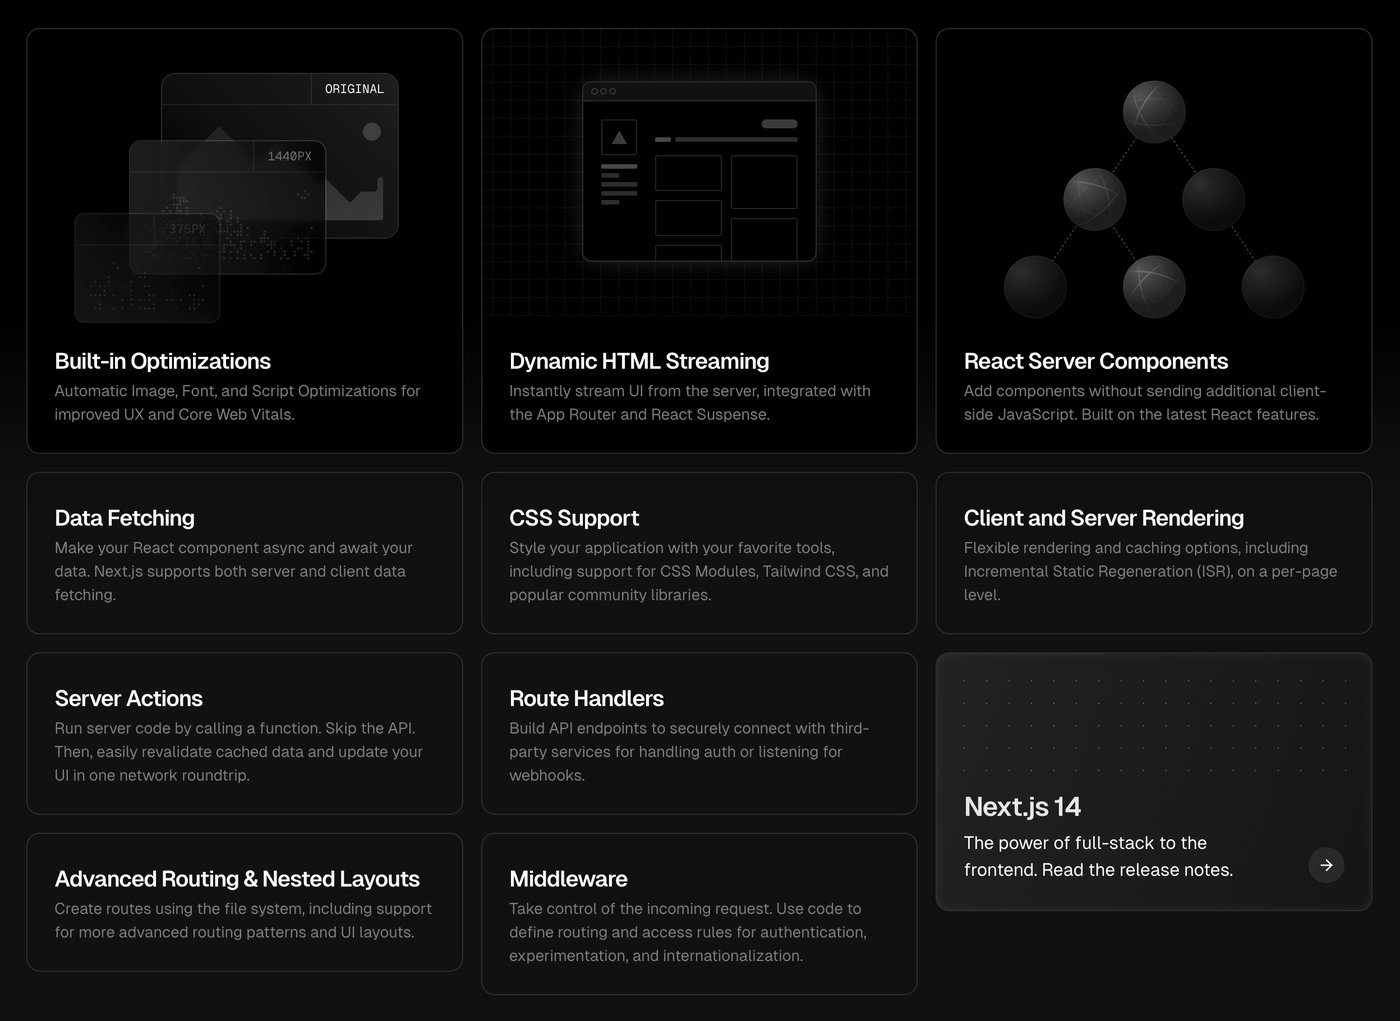 ORIGINAL
1440PX
375PX
Built-in Optimizations
Automatic Image, Font, and Script Optimizations for
improved UX and Core Web Vitals.
Dynamic HTML Streaming
Instantly stream UI from the server, integrated with
the App Router and React Suspense.
React Server Components
Add components without sending additional client-
side JavaScript. Built on the latest React features.
Data Fetching
Make your React component async and await your
data. Next.js supports both server and client data
fetching.
CSS Support
Style your application with your favorite tools,
including support for CSS Modules, Tailwind CSS, and
popular community libraries.
Client and Server Rendering
Flexible rendering and caching options, including
Incremental Static Regeneration (ISR), on a per-page
level.
Server Actions
Run server code by calling a function. Skip the API.
Then, easily revalidate cached data and update your
UI in one network roundtrip.
Route Handlers
Build API endpoints to securely connect with third-
party services for handling auth or listening for
webhooks.
Next.js 14
The power of full-stack to the
frontend. Read the release notes.
Advanced Routing & Nested Layouts
Create routes using the file system, including support
for more advanced routing patterns and UI layouts.
Middleware
Take control of the incoming request. Use code to
define routing and access rules for authentication,
experimentation, and internationalization.